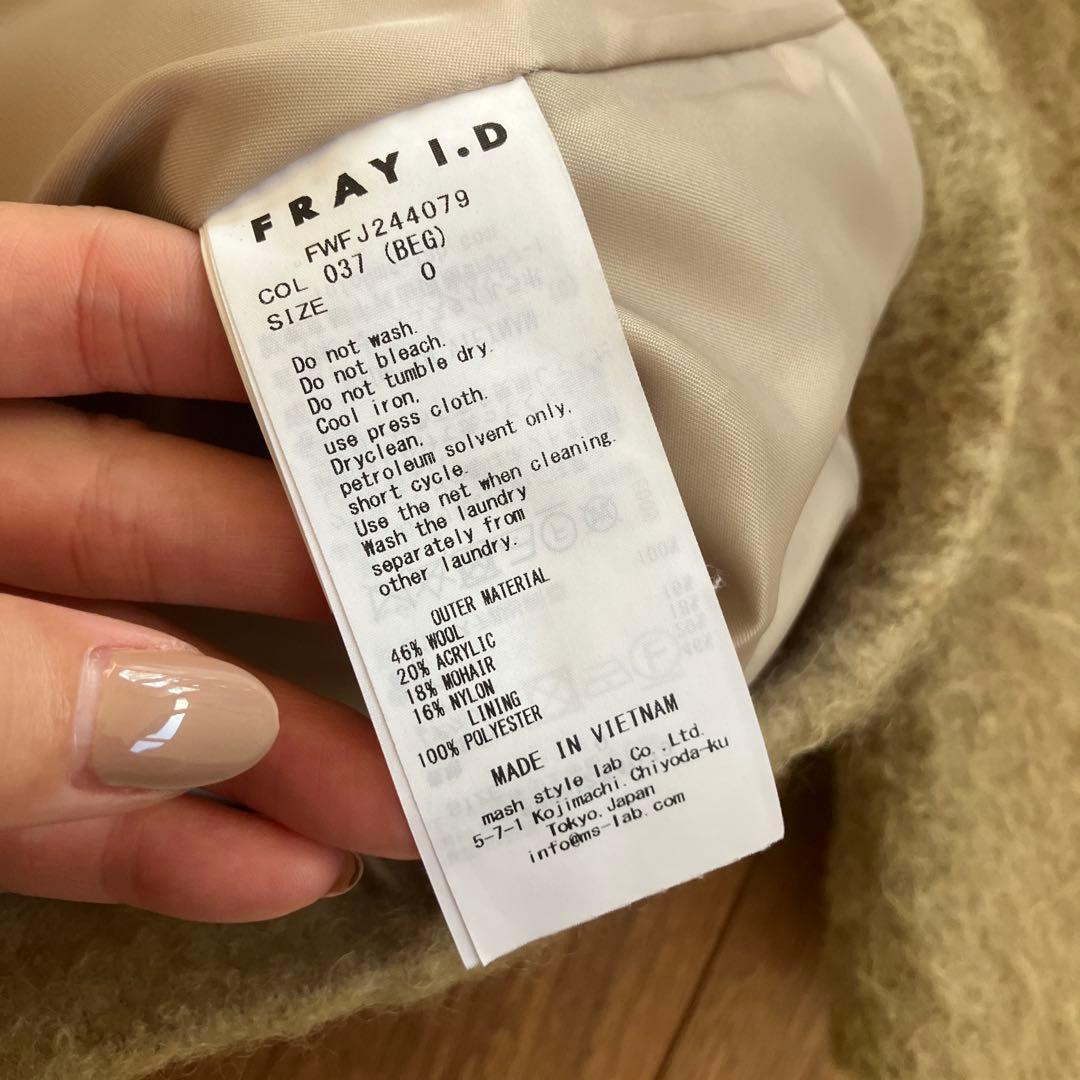 FRAY I.D
FWFJ244079
COL 037 (BEG)
SIZE 0
Do not wash.
Do not bleach.
Do not tumble dry.
Cool iron.
use press cloth.
Dryclean.
petroleum solvent only.
short cycle.
Use the net when cleaning.
Wash the laundry
separately from
other laundry.
OUTER MATERIAL
46% WOOL
20% ACRYLIC
18% MOHAIR
16% NYLON
LINING
100% POLYESTER
MADE IN VIETNAM
mash style lab Co.,Ltd.
5-7-1 Kojimachi.Chiyoda-ku
Tokyo.Japan
info@ms-lab.com